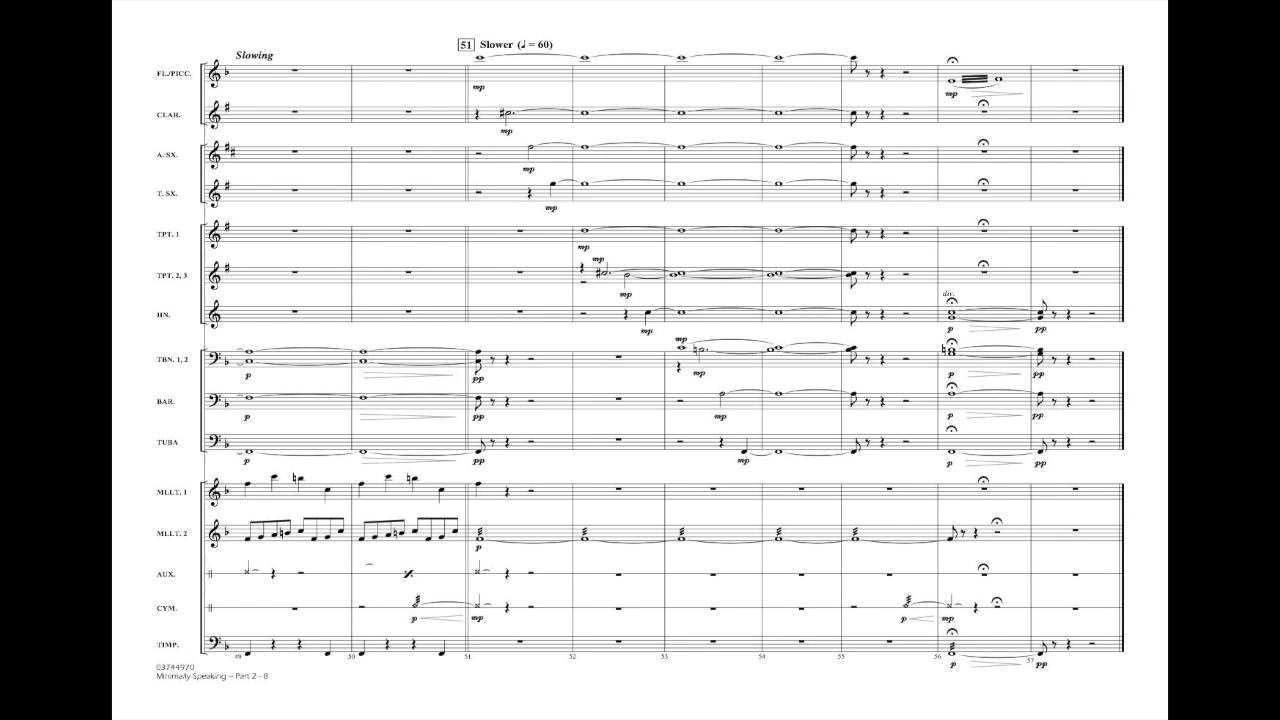 Slowing
51 Slower (♩ = 60)
FL./PICC.
mp mp
CLAR.
mp
A. SX.
mp
T. SX.
mp
TPT. 1
mp
mp
TPT. 2, 3
mp
div.
HN.
mp p pp
mp
TBN. 1, 2
p pp mp p pp
BAR.
p pp mp p pp
TUBA
p pp mp p pp
MLLT. 1
MLLT. 2
p
AUX.
CYM.
p mp p mp
TIMP.
49 50 51 52 53 54 55 56 57
p pp
03744970
Minimally Speaking – Part 2 - 8